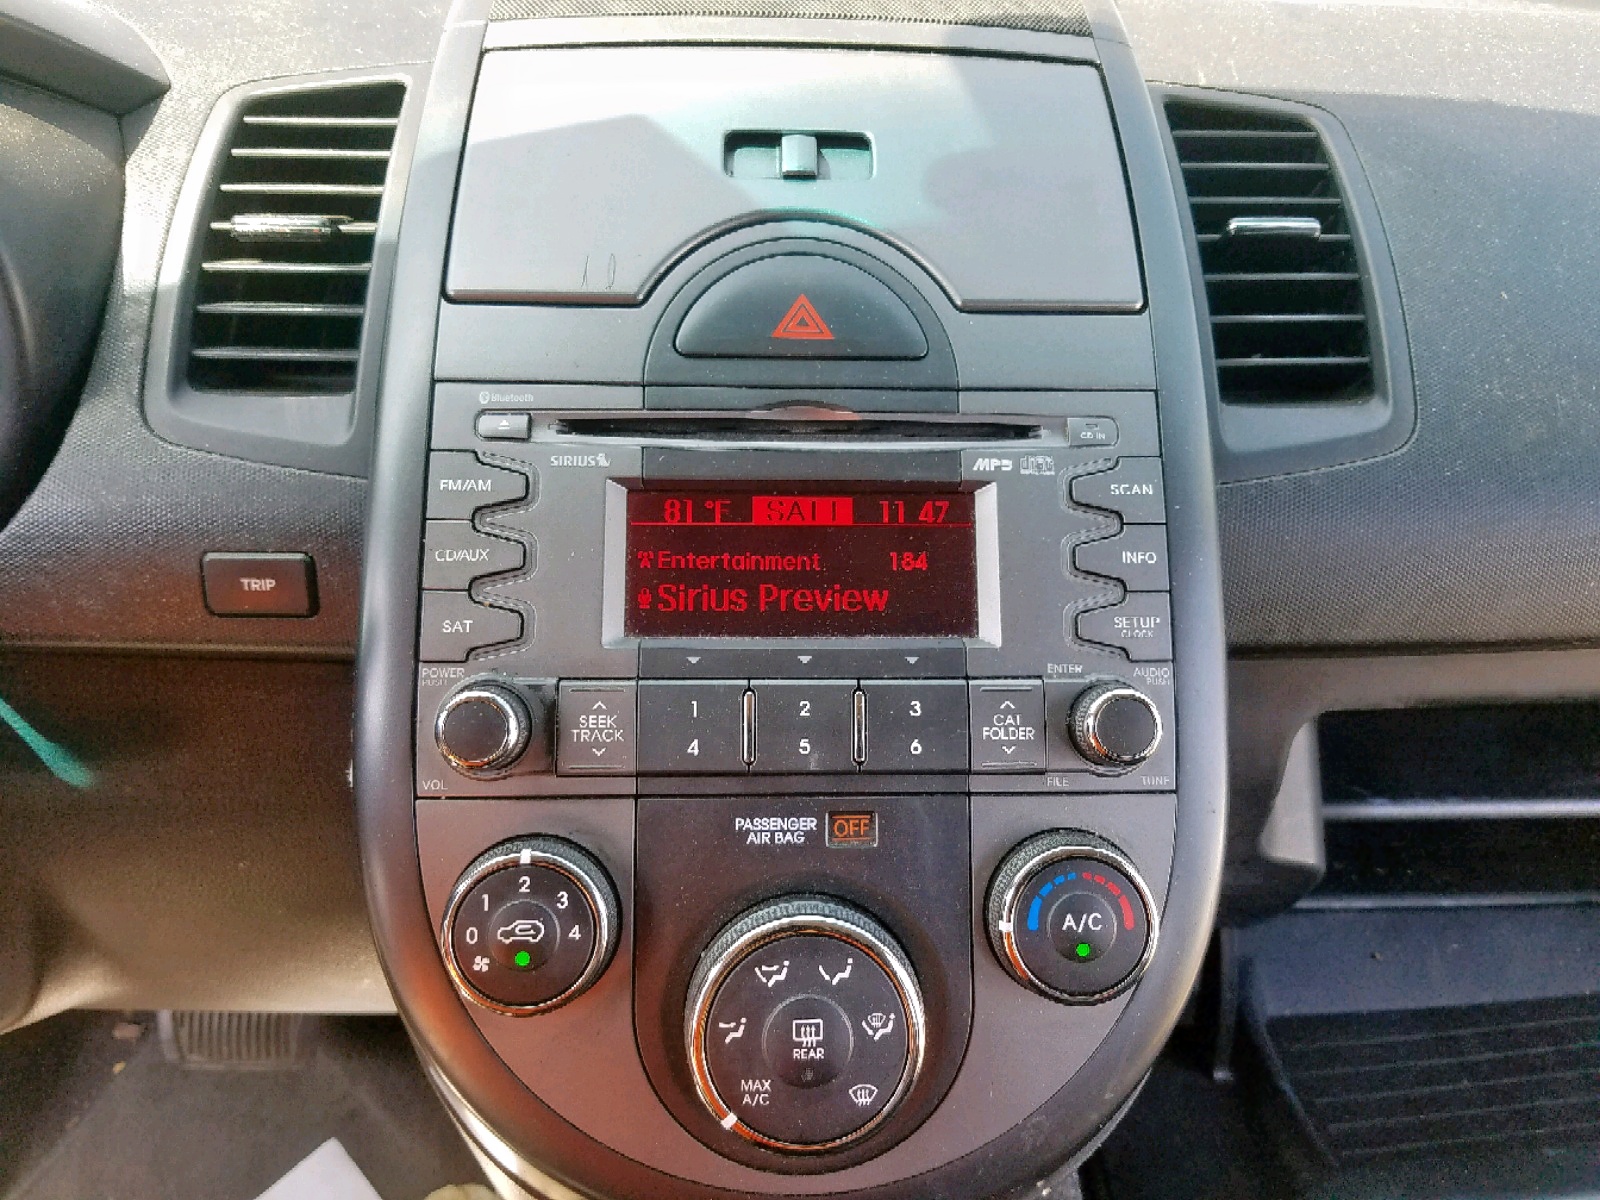 Bluetooth
CD IN
SIRIUS
MP3
FM/AM
SCAN
81 °F SAT1 11 47
CD/AUX
INFO
Entertainment 184
Sirius Preview
TRIP
SAT
SETUP
CLOCK
POWER
PUSH
ENTER
AUDIO
PUSH
SEEK
TRACK
1 2 3
4 5 6
CAT
FOLDER
VOL
FILE
TUNE
PASSENGER
AIR BAG
OFF
0 1 2 3 4
A/C
REAR
MAX
A/C